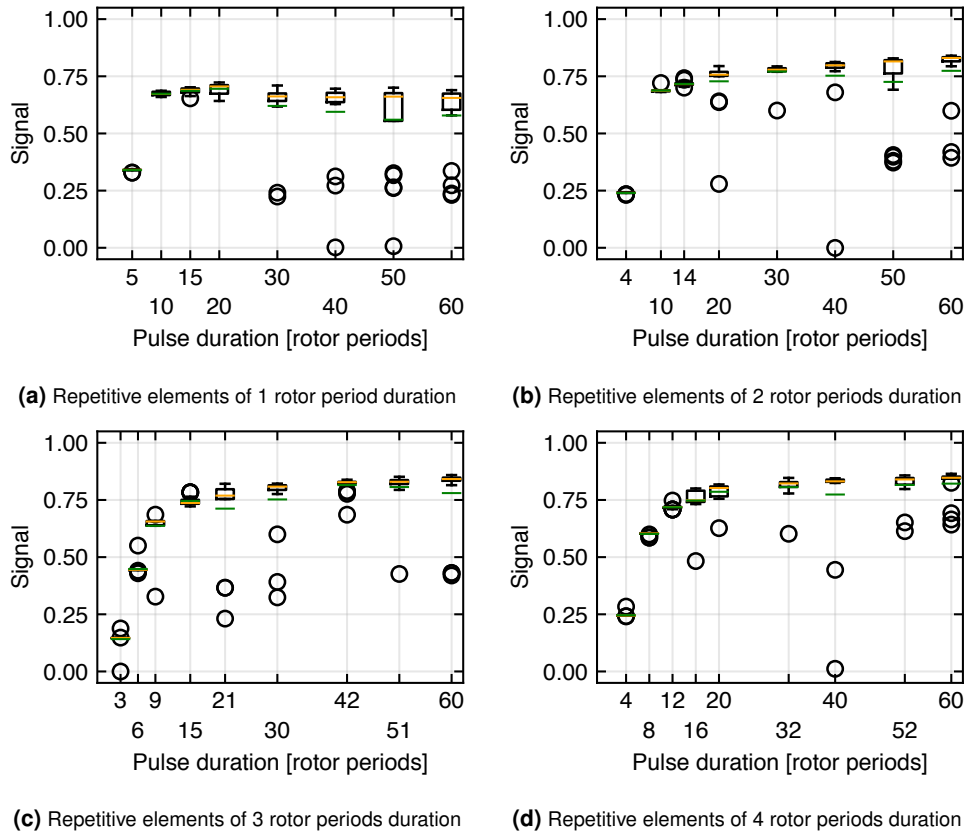 1.00
0.75
0.50
0.25
0.00
Signal
5 15 30 50
10 20 40 60
Pulse duration [rotor periods]
(a) Repetitive elements of 1 rotor period duration
1.00
0.75
0.50
0.25
0.00
Signal
4 14 30 50
10 20 40 60
Pulse duration [rotor periods]
(b) Repetitive elements of 2 rotor periods duration
1.00
0.75
0.50
0.25
0.00
Signal
3 9 21 42 60
6 15 30 51
Pulse duration [rotor periods]
(c) Repetitive elements of 3 rotor periods duration
1.00
0.75
0.50
0.25
0.00
Signal
4 12 20 40 60
8 16 32 52
Pulse duration [rotor periods]
(d) Repetitive elements of 4 rotor periods duration